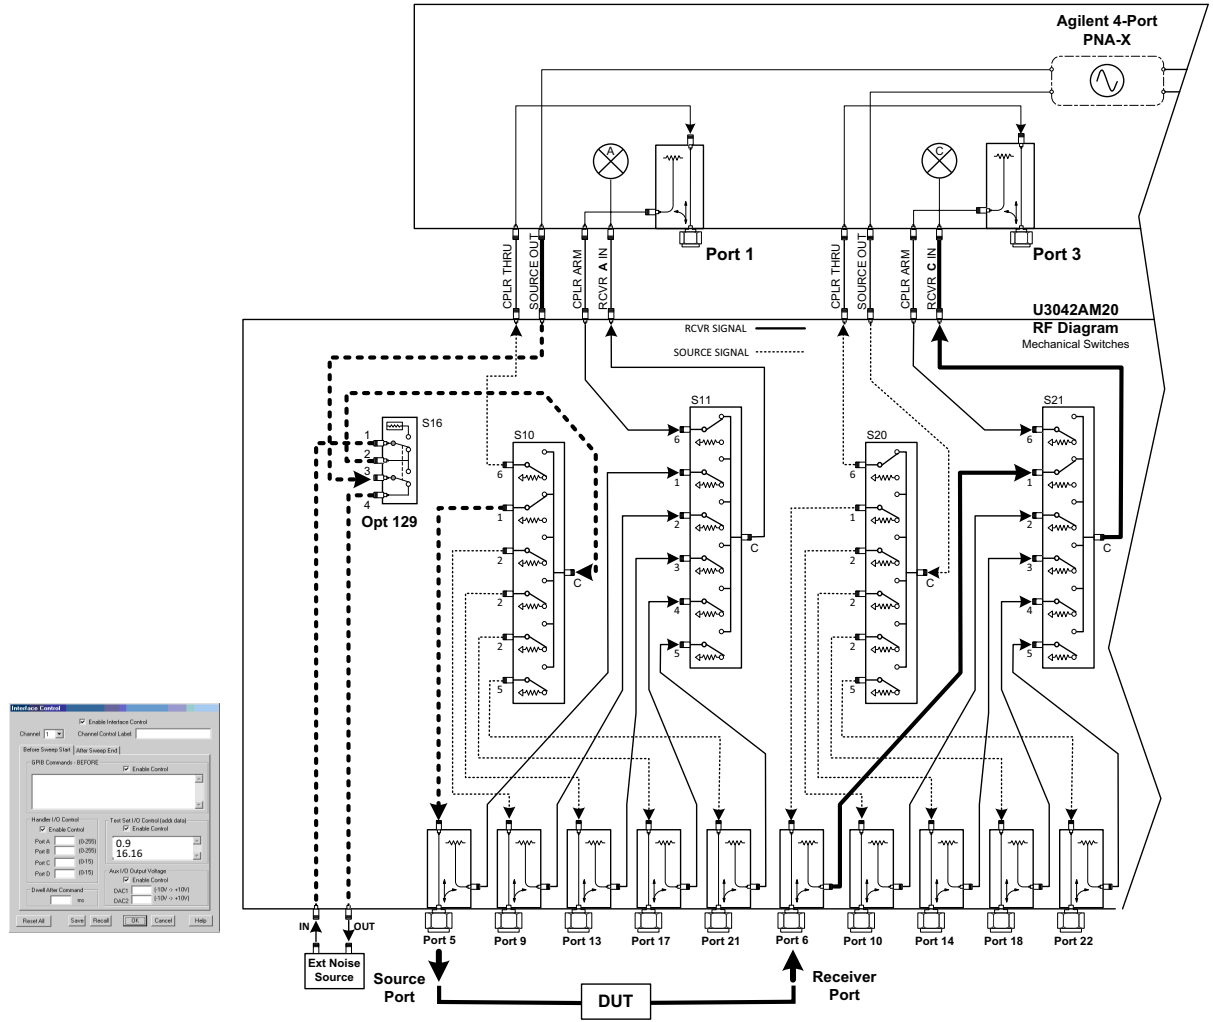 Agilent 4-Port
PNA-X
A
C
Port 1
Port 3
CPLR THRU
SOURCE OUT
CPLR ARM
RCVR A IN
CPLR THRU
SOURCE OUT
CPLR ARM
RCVR C IN
U3042AM20
RF Diagram
Mechanical Switches
RCVR SIGNAL
SOURCE SIGNAL
S16
1
2
3
4
Opt 129
S10
6
1
2
2
2
5
C
S11
6
1
2
3
4
5
C
S20
6
1
2
2
2
5
C
S21
6
1
2
3
4
5
C
Interface Control
Enable Interface Control
Channel 1 Channel Control Label
Before Sweep Start After Sweep End
GPIB Commands - BEFORE
Enable Control
Handler I/O Control
Enable Control
Port A (0-255)
Port B (0-255)
Port C (0-15)
Port D (0-15)
Test Set I/O Control (addr.data)
Enable Control
0.9
16.16
Aux I/O Output Voltage
Enable Control
DAC1 (-10V -> +10V)
DAC2 (-10V -> +10V)
Dwell After Command
ms
Reset All Save Recall OK Cancel Help
IN
OUT
Ext Noise
Source
Port 5
Port 9
Port 13
Port 17
Port 21
Port 6
Port 10
Port 14
Port 18
Port 22
Source
Port
DUT
Receiver
Port